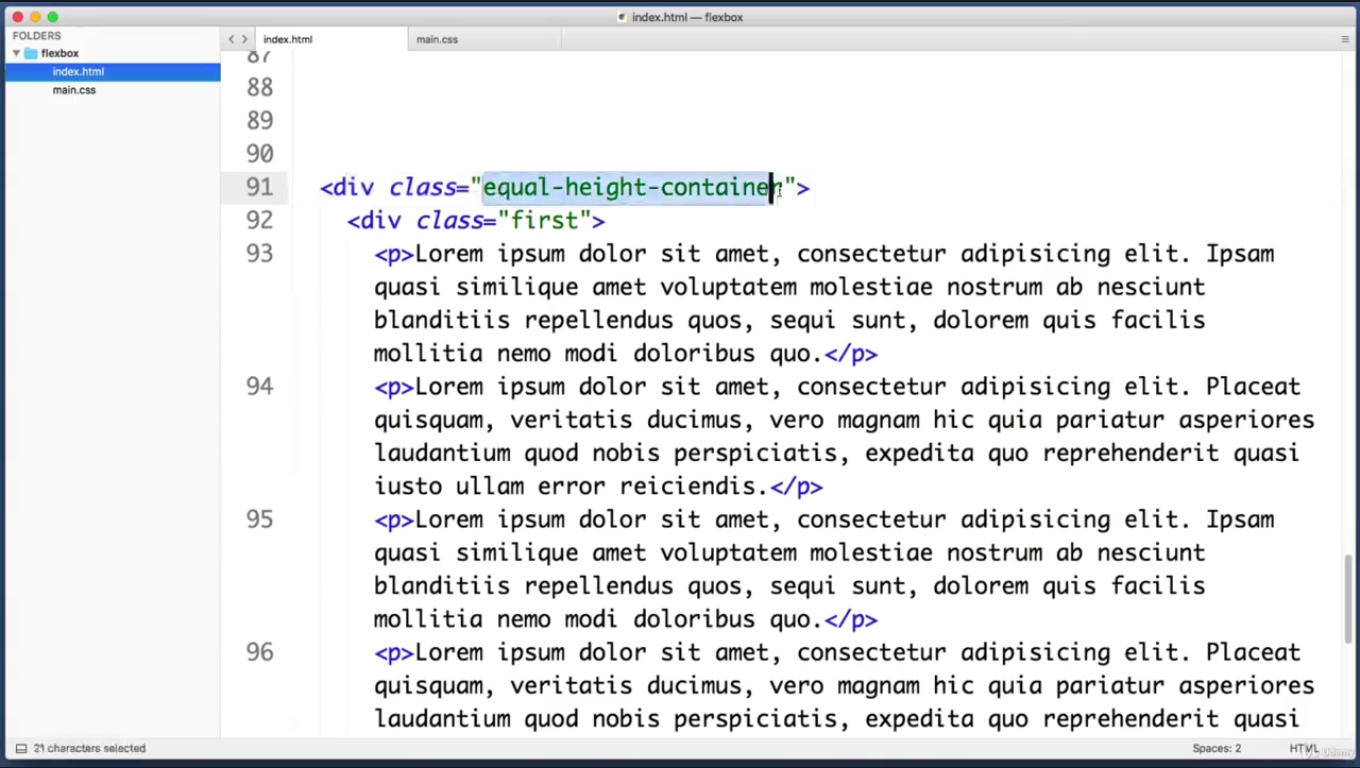 index.html — flexbox
FOLDERS
flexbox
index.html
main.css
index.html
main.css
87
88
89
90
91 <div class="equal-height-container">
92 <div class="first">
93 <p>Lorem ipsum dolor sit amet, consectetur adipisicing elit. Ipsam
quasi similique amet voluptatem molestiae nostrum ab nesciunt
blanditiis repellendus quos, sequi sunt, dolorem quis facilis
mollitia nemo modi doloribus quo.</p>
94 <p>Lorem ipsum dolor sit amet, consectetur adipisicing elit. Placeat
quisquam, veritatis ducimus, vero magnam hic quia pariatur asperiores
laudantium quod nobis perspiciatis, expedita quo reprehenderit quasi
iusto ullam error reiciendis.</p>
95 <p>Lorem ipsum dolor sit amet, consectetur adipisicing elit. Ipsam
quasi similique amet voluptatem molestiae nostrum ab nesciunt
blanditiis repellendus quos, sequi sunt, dolorem quis facilis
mollitia nemo modi doloribus quo.</p>
96 <p>Lorem ipsum dolor sit amet, consectetur adipisicing elit. Placeat
quisquam, veritatis ducimus, vero magnam hic quia pariatur asperiores
laudantium quod nobis perspiciatis, expedita quo reprehenderit quasi
21 characters selected
Spaces: 2
HTML
Udemy